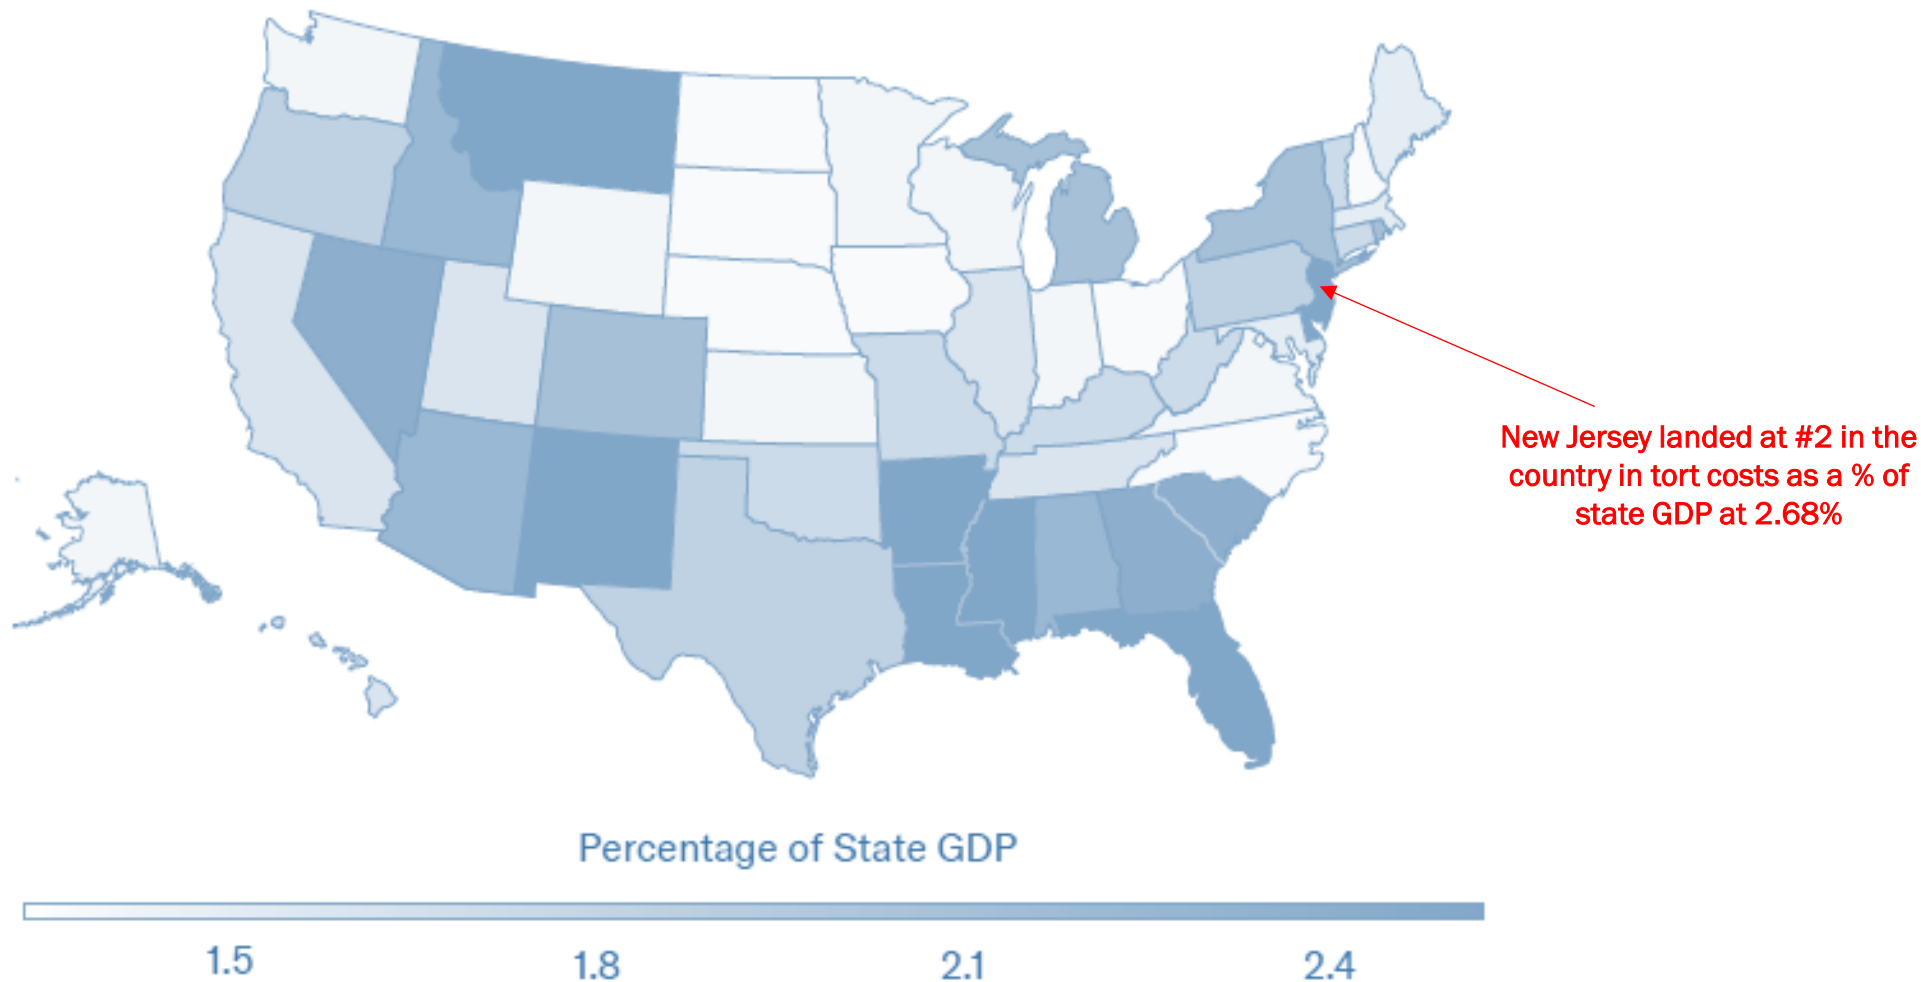 New Jersey landed at #2 in the
country in tort costs as a % of
state GDP at 2.68%
Percentage of State GDP
1.5
1.8
2.1
2.4